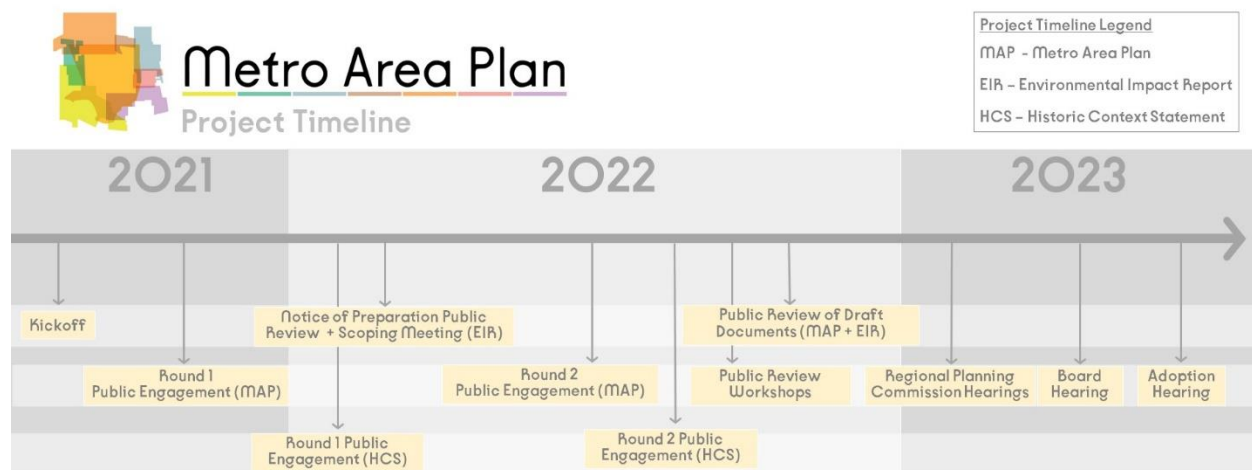 Metro Area Plan
Project Timeline
Project Timeline Legend
MAP - Metro Area Plan
EIR – Environmental Impact Report
HCS – Historic Context Statement
2021
2022
2023
Kickoff
Notice of Preparation Public
Review + Scoping Meeting (EIR)
Public Review of Draft
Documents (MAP + EIR)
Round 1
Public Engagement (MAP)
Round 2
Public Engagement (MAP)
Public Review
Workshops
Regional Planning
Commission Hearings
Board
Hearing
Adoption
Hearing
Round 1 Public
Engagement (HCS)
Round 2 Public
Engagement (HCS)